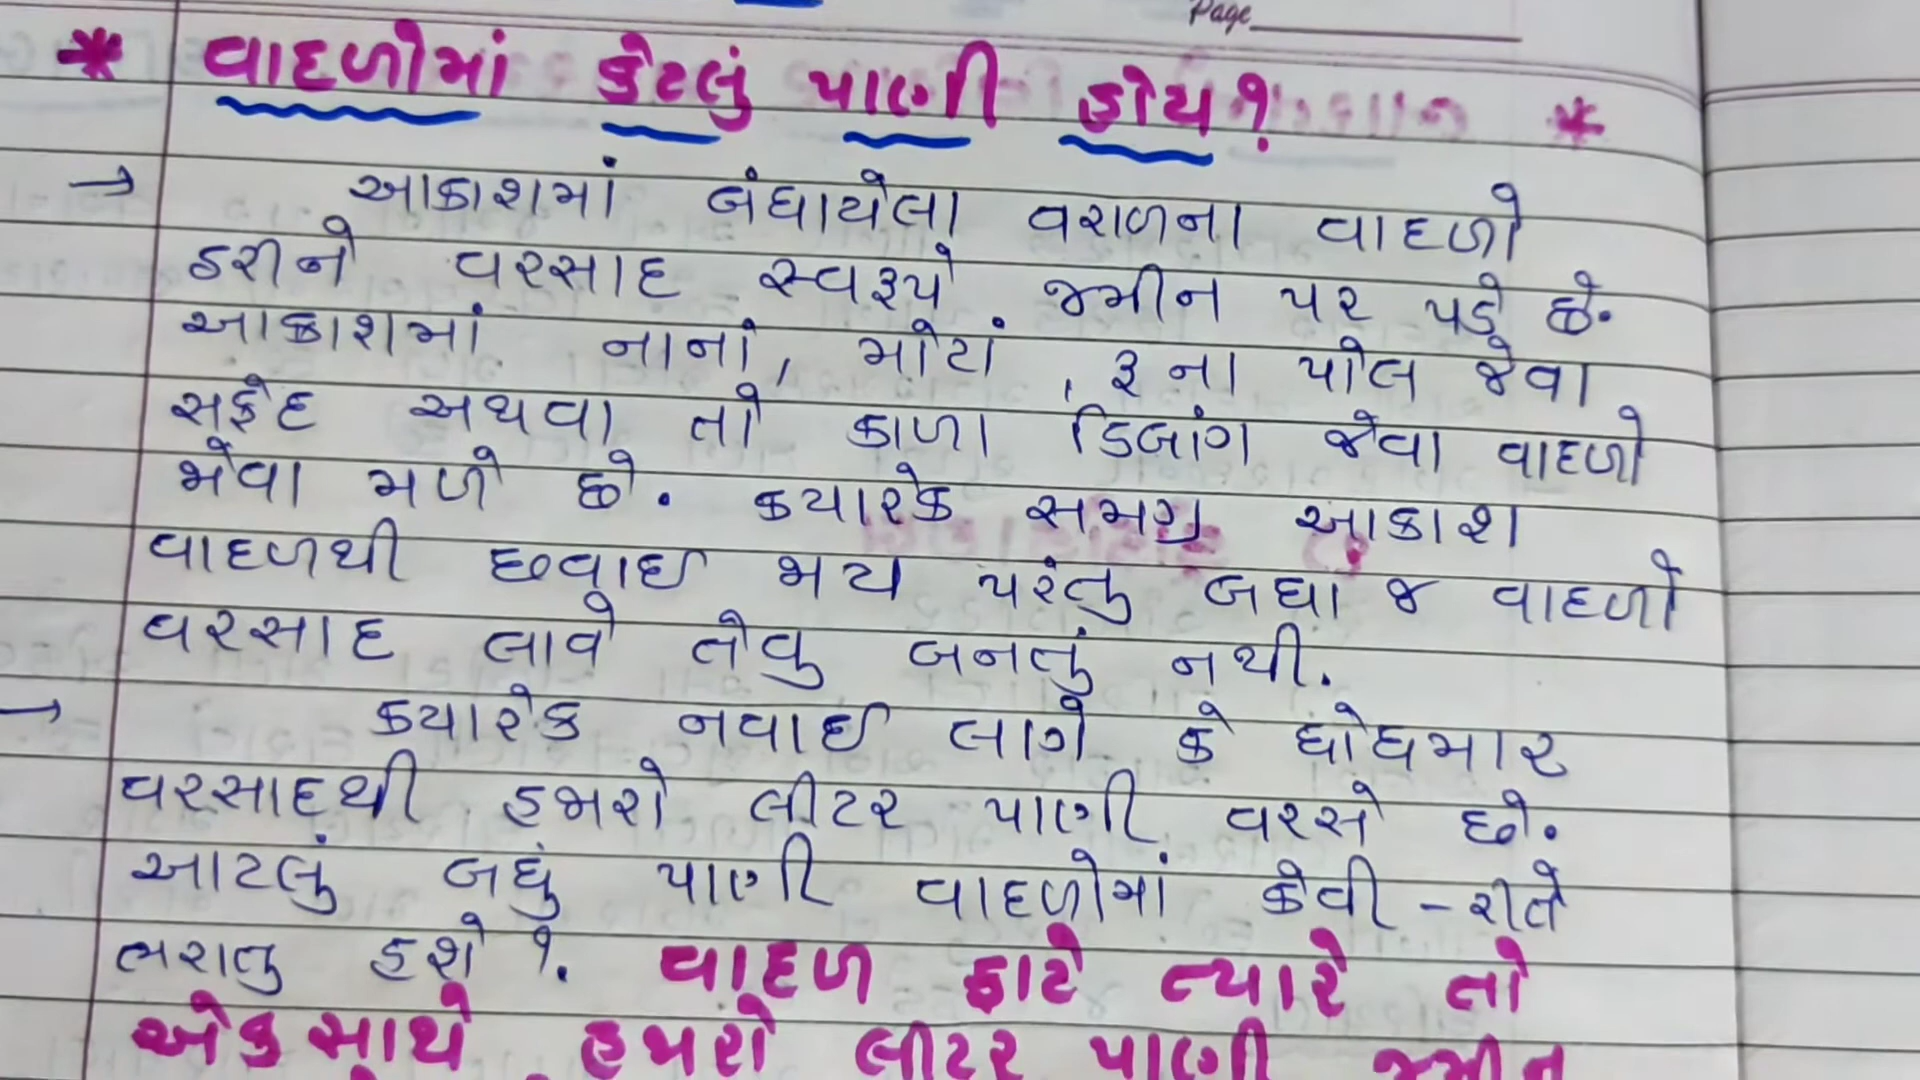 Page
* વાદળોમાં કેટલું પાણી હોય? *
→ આકાશમાં બંધાયેલા વરાળના વાદળો
ઠરીને વરસાદ સ્વરૂપે જમીન પર પડે છે.
આકાશમાં નાનાં, મોટાં, રૂના પોલ જેવા
સફેદ અથવા તો કાળા ડિબાંગ જેવા વાદળો
જોવા મળે છે. ક્યારેક સમગ્ર આકાશ
વાદળથી છવાઈ જાય પરંતુ બધા જ વાદળો
વરસાદ લાવે તેવુ બનતું નથી.
→ ક્યારેક નવાઈ લાગે કે ધોધમાર
વરસાદથી હજારો લીટર પાણી વરસે છે.
આટલું બધું પાણી વાદળોમાં કેવી - રીતે
ભરાતુ હશે ?. વાદળ ફાટે ત્યારે તો
એક સાથે હજારો લીટર પાણી જમીન